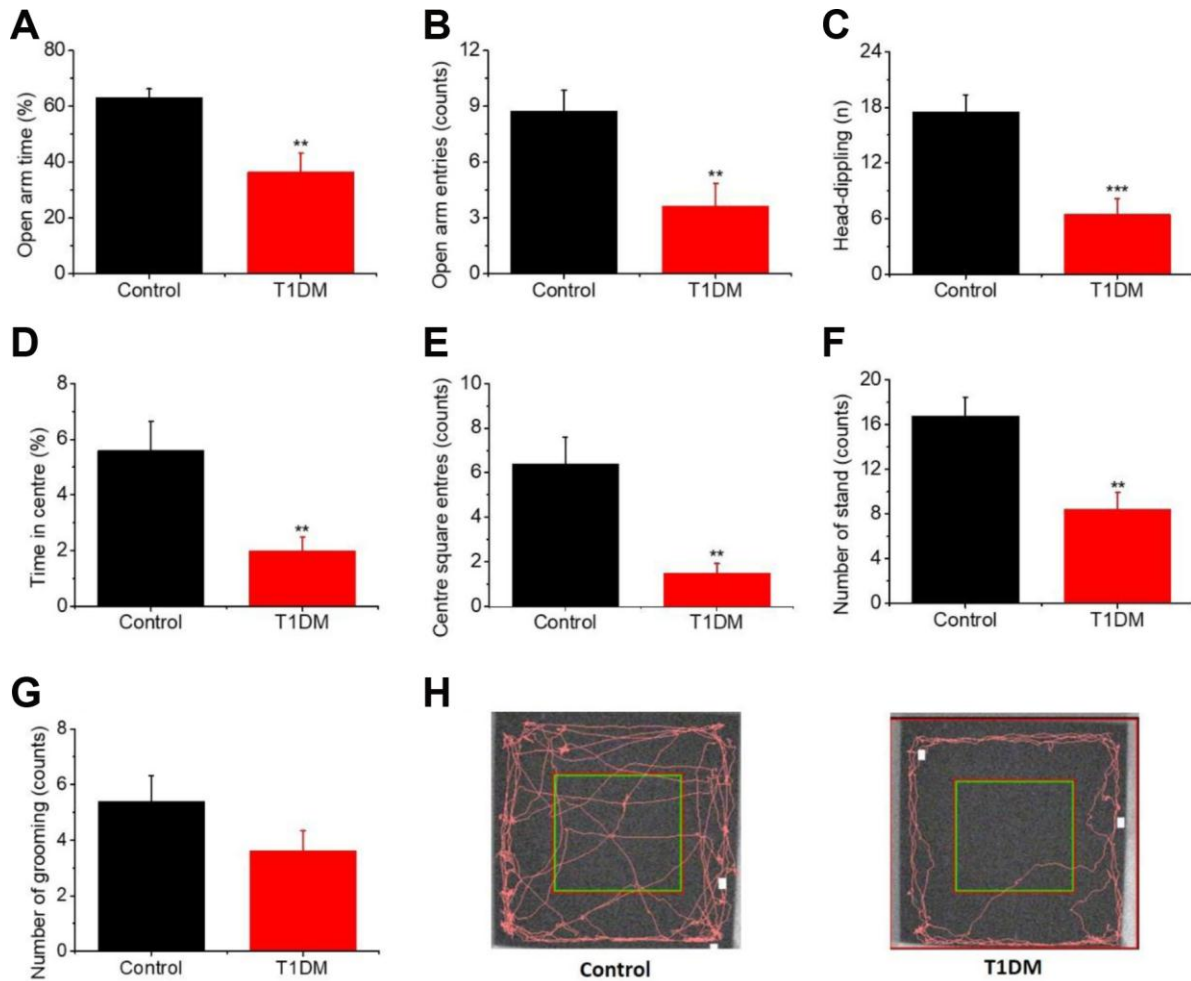 A
Open arm time (%)
80
60
40
20
0
**
Control
T1DM
B
Open arm entries (counts)
12
9
6
3
0
**
Control
T1DM
C
Head-dippling (n)
24
18
12
6
0
***
Control
T1DM
D
Time in centre (%)
8
6
4
2
0
**
Control
T1DM
E
Centre square entres (counts)
10
8
6
4
2
0
**
Control
T1DM
F
Number of stand (counts)
20
16
12
8
4
0
**
Control
T1DM
G
Number of grooming (counts)
8
6
4
2
0
Control
T1DM
H
Control
T1DM